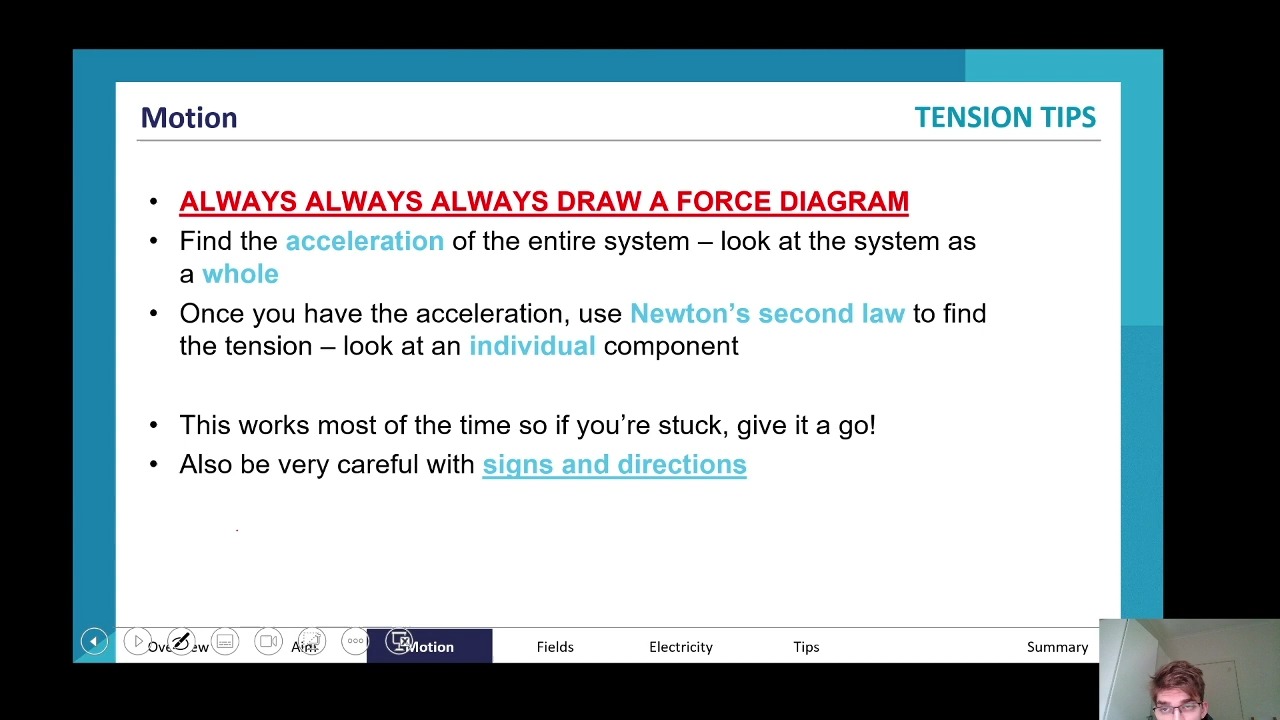 Motion
TENSION TIPS
• ALWAYS ALWAYS ALWAYS DRAW A FORCE DIAGRAM
• Find the acceleration of the entire system – look at the system as
a whole
• Once you have the acceleration, use Newton’s second law to find
the tension – look at an individual component
• This works most of the time so if you’re stuck, give it a go!
• Also be very careful with signs and directions
Motion Fields Electricity Tips Summary